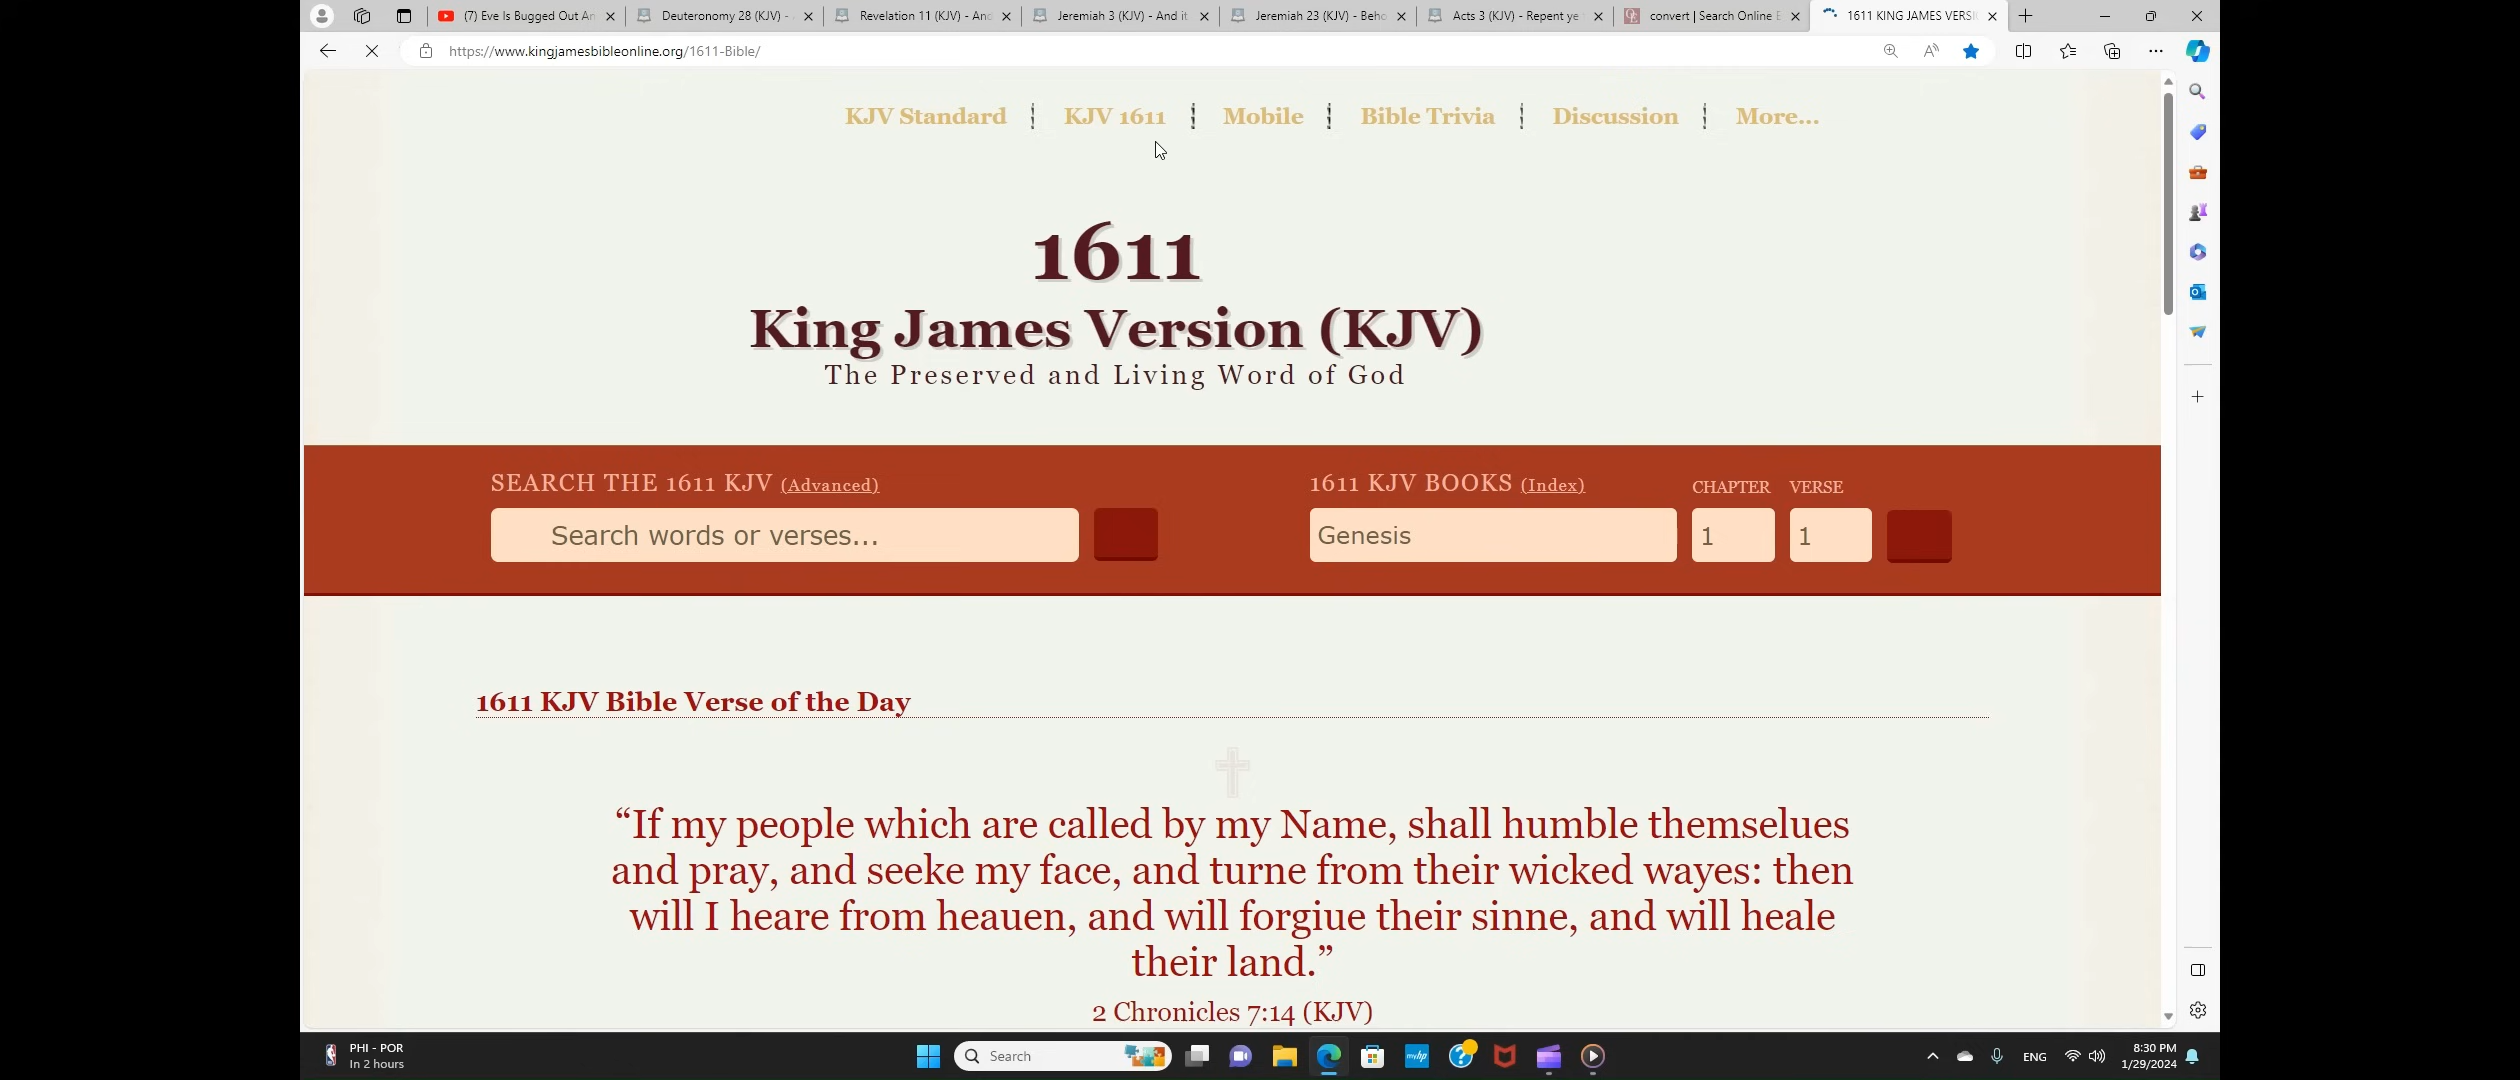 (7) Eve Is Bugged Out An
Deuteronomy 28 (KJV) -
Revelation 11 (KJV) - And
Jeremiah 3 (KJV) - And it
Jeremiah 23 (KJV) - Beho
Acts 3 (KJV) - Repent ye
convert | Search Online E
1611 KING JAMES VERSI
https://www.kingjamesbibleonline.org/1611-Bible/
KJV Standard
KJV 1611
Mobile
Bible Trivia
Discussion
More...
1611
King James Version (KJV)
The Preserved and Living Word of God
SEARCH THE 1611 KJV (Advanced)
1611 KJV BOOKS (Index)
CHAPTER
VERSE
Search words or verses...
Genesis
1
1
1611 KJV Bible Verse of the Day
“If my people which are called by my Name, shall humble themselues
and pray, and seeke my face, and turne from their wicked wayes: then
will I heare from heauen, and will forgiue their sinne, and will heale
their land.”
2 Chronicles 7:14 (KJV)
PHI - POR
In 2 hours
Search
myhp
ENG
8:30 PM
1/29/2024